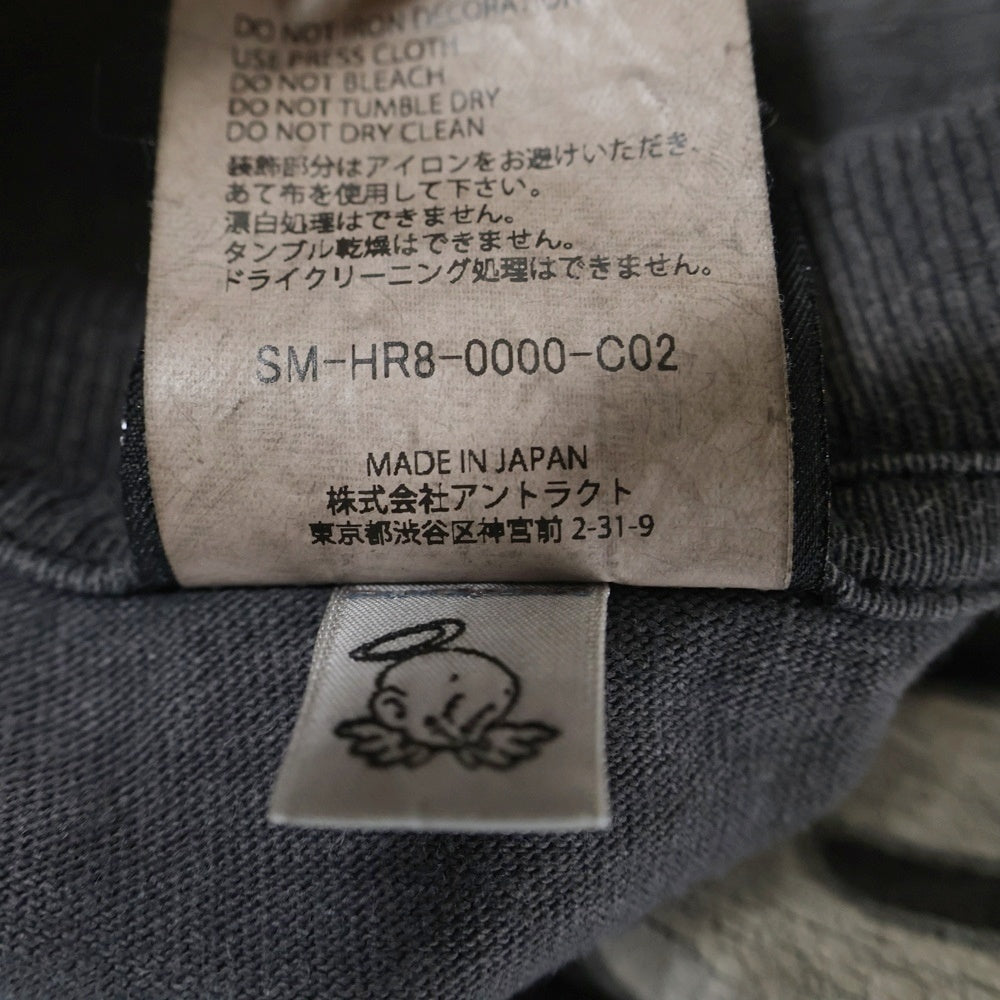 DO NOT IRON DECORATION
USE PRESS CLOTH
DO NOT BLEACH
DO NOT TUMBLE DRY
DO NOT DRY CLEAN
装飾部分はアイロンをお避けいただき、
あて布を使用して下さい。
漂白処理はできません。
タンブル乾燥はできません。
ドライクリーニング処理はできません。
SM-HR8-0000-C02
MADE IN JAPAN
株式会社アントラクト
東京都渋谷区神宮前 2-31-9